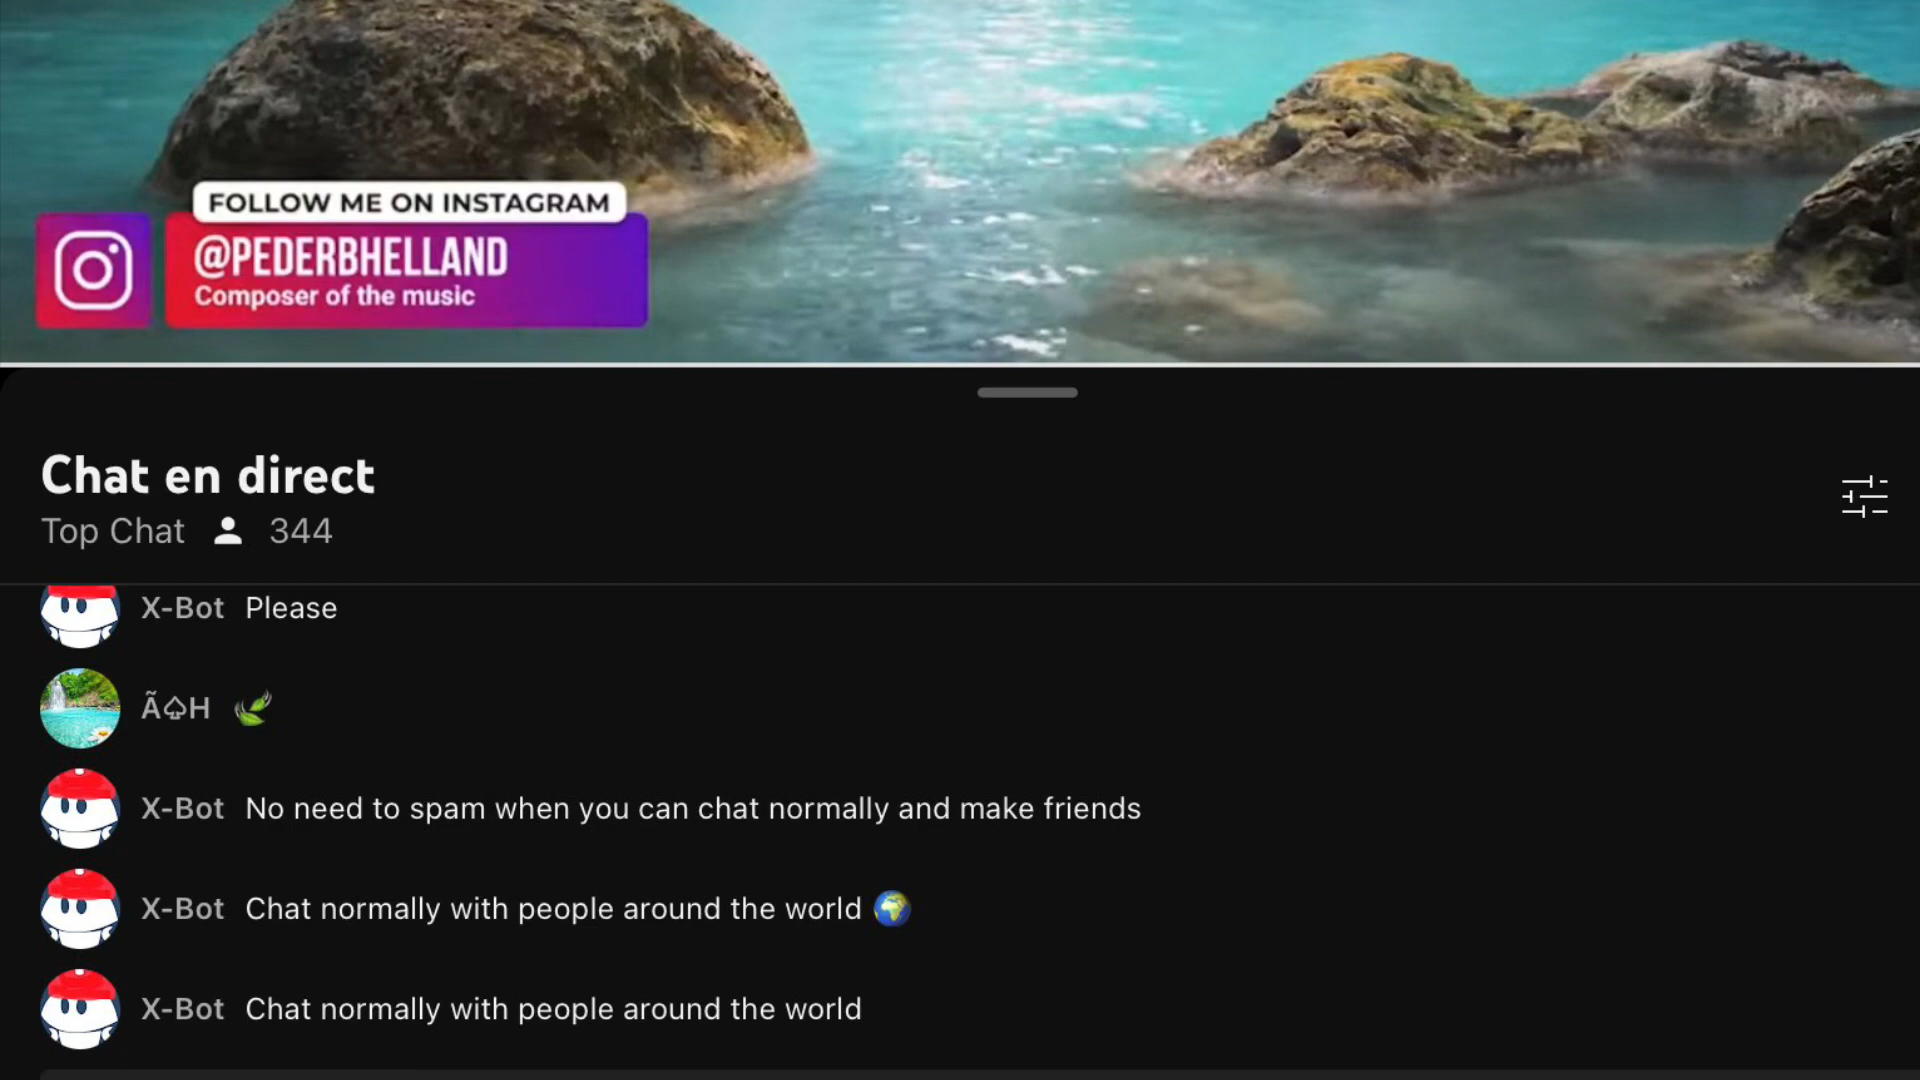 FOLLOW ME ON INSTAGRAM
@PEDERBHELLAND
Composer of the music
Chat en direct
Top Chat 344
X-Bot Please
Ã♤H 🌿
X-Bot No need to spam when you can chat normally and make friends
X-Bot Chat normally with people around the world 🌍
X-Bot Chat normally with people around the world